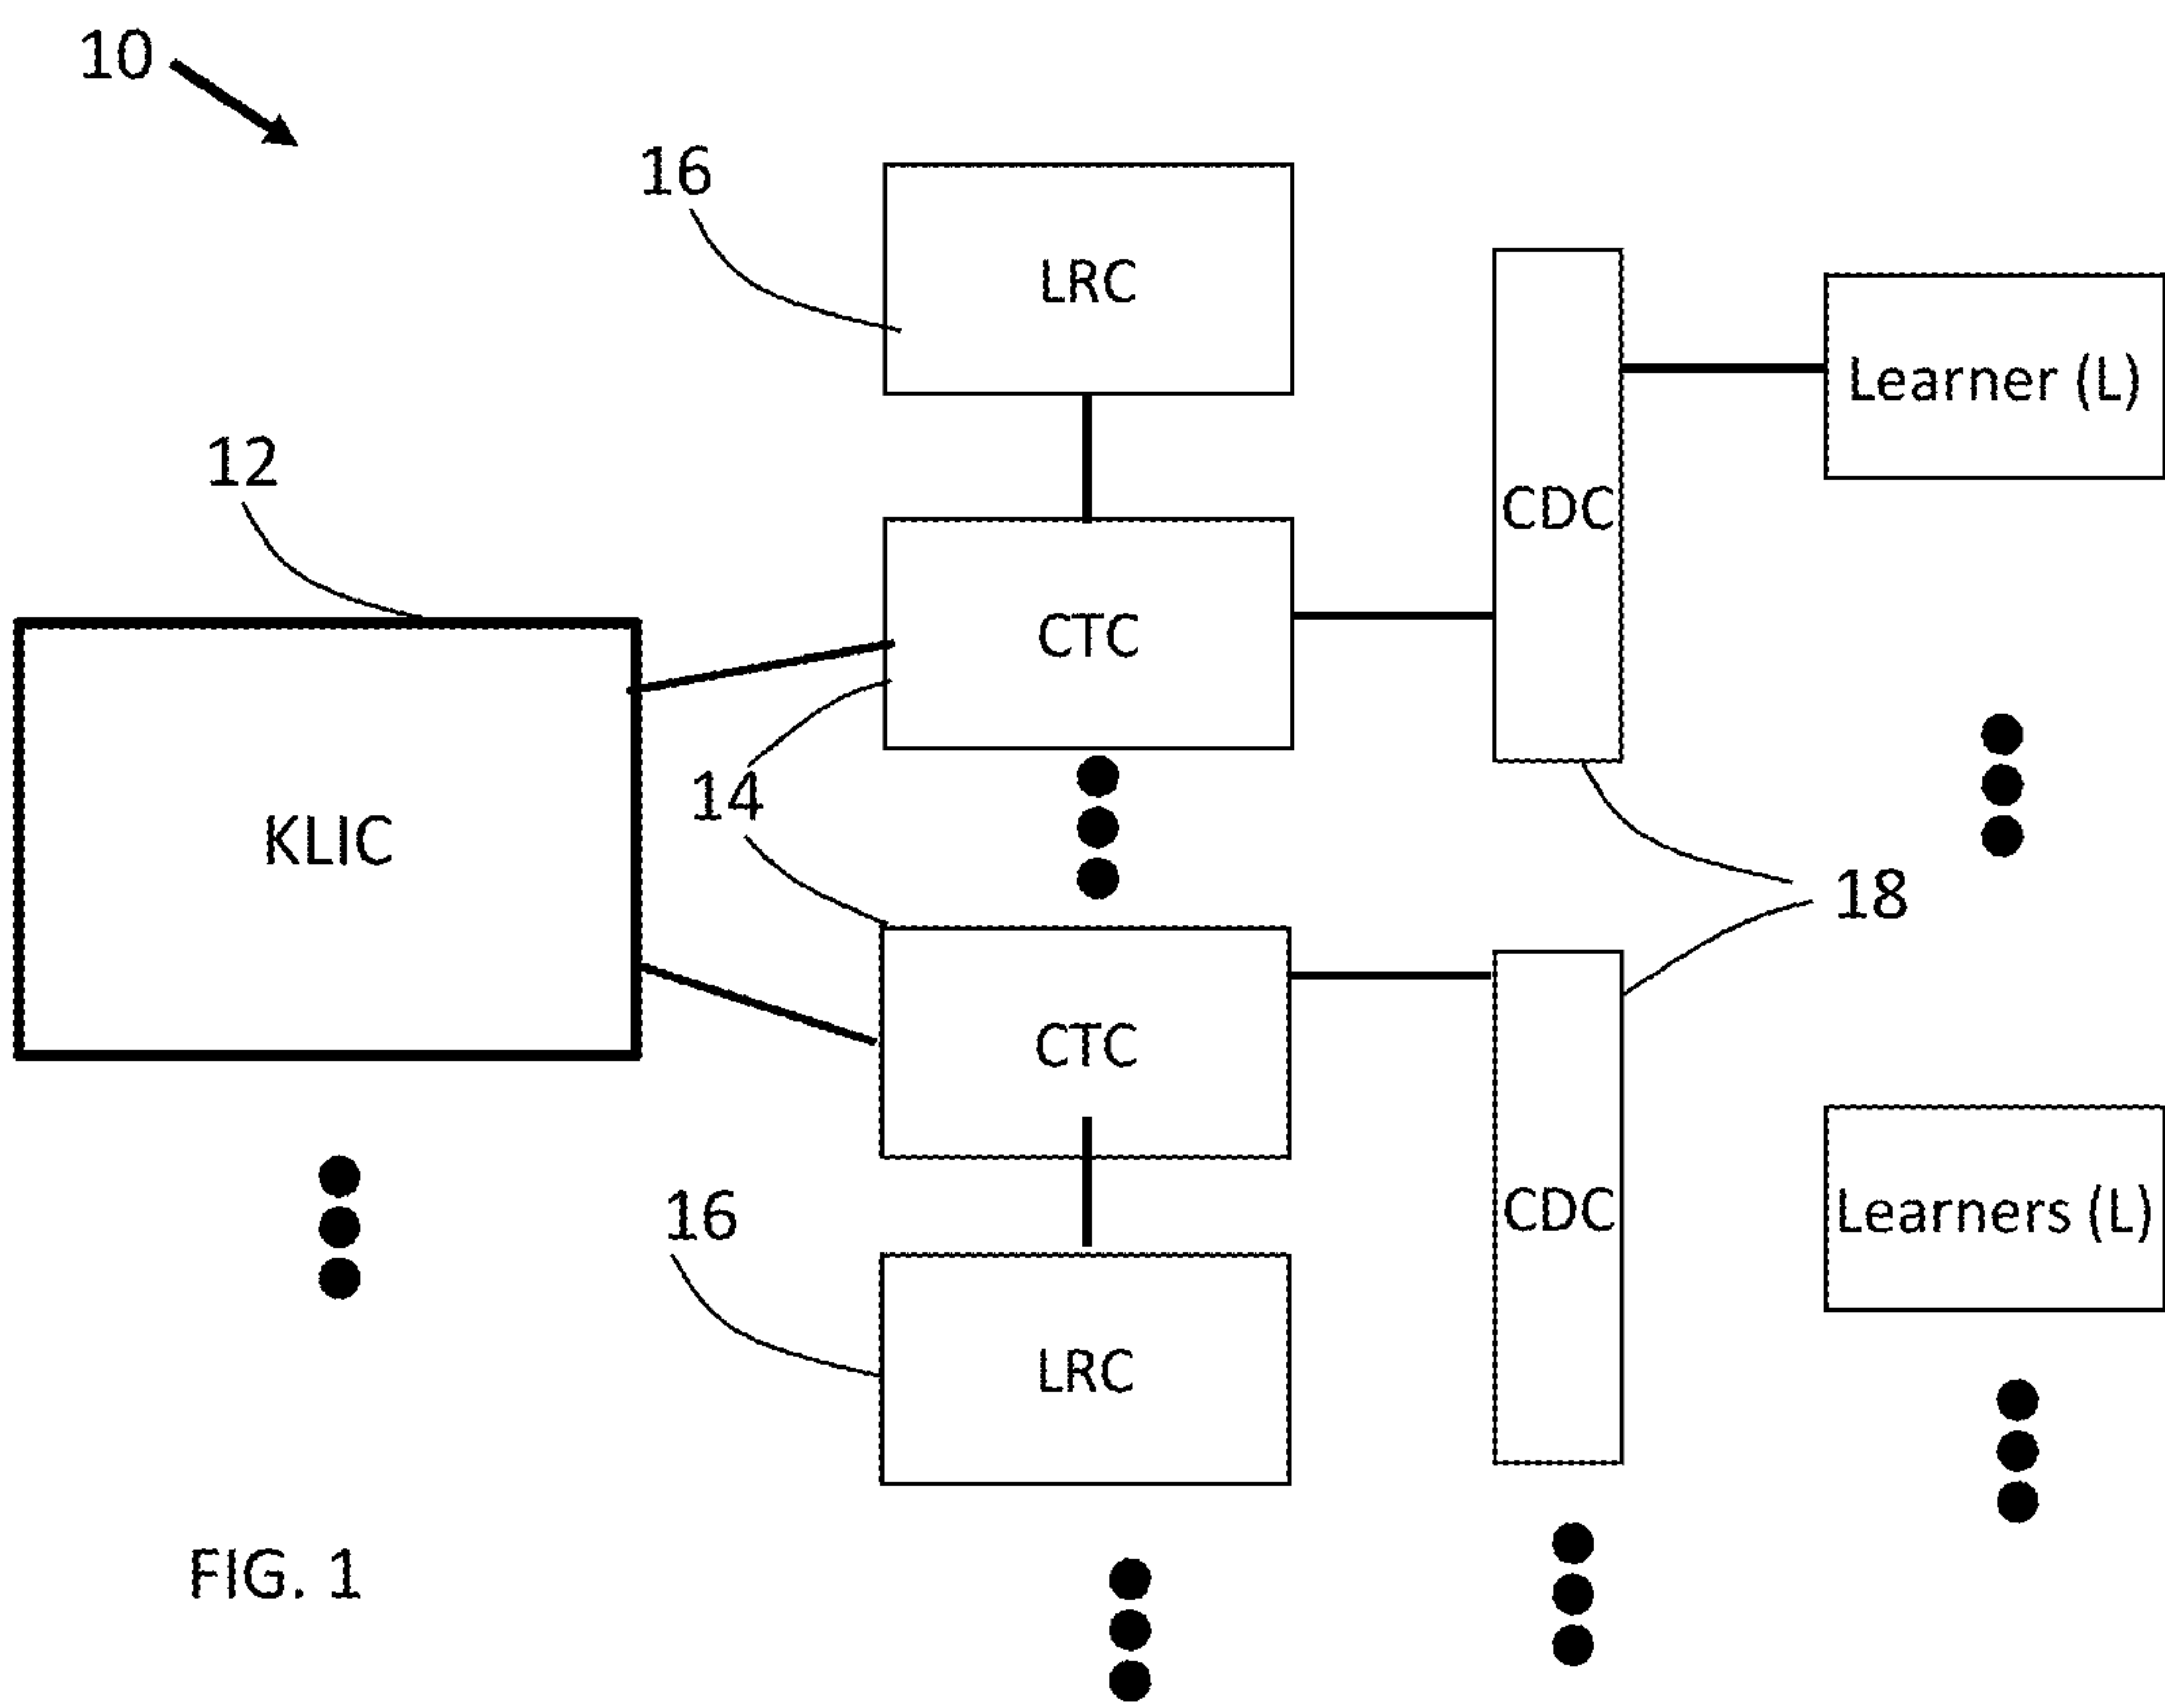 10
16
LRC
Learner (L)
12
CDC
CTC
14
KLIC
18
CTC
16
CDC
Learners (L)
LRC
FIG. 1